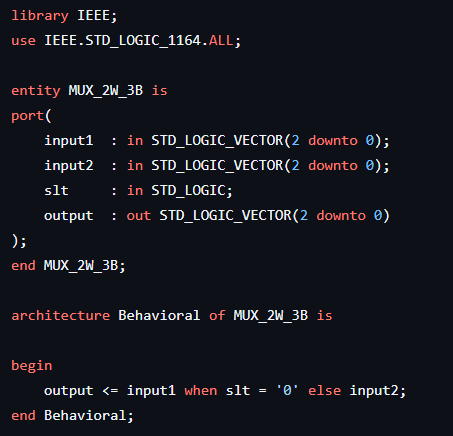 library IEEE;
use IEEE.STD_LOGIC_1164.ALL;
entity MUX_2W_3B is
port(
    input1  : in STD_LOGIC_VECTOR(2 downto 0);
    input2  : in STD_LOGIC_VECTOR(2 downto 0);
    slt     : in STD_LOGIC;
    output  : out STD_LOGIC_VECTOR(2 downto 0)
);
end MUX_2W_3B;
architecture Behavioral of MUX_2W_3B is
begin
    output <= input1 when slt = '0' else input2;
end Behavioral;